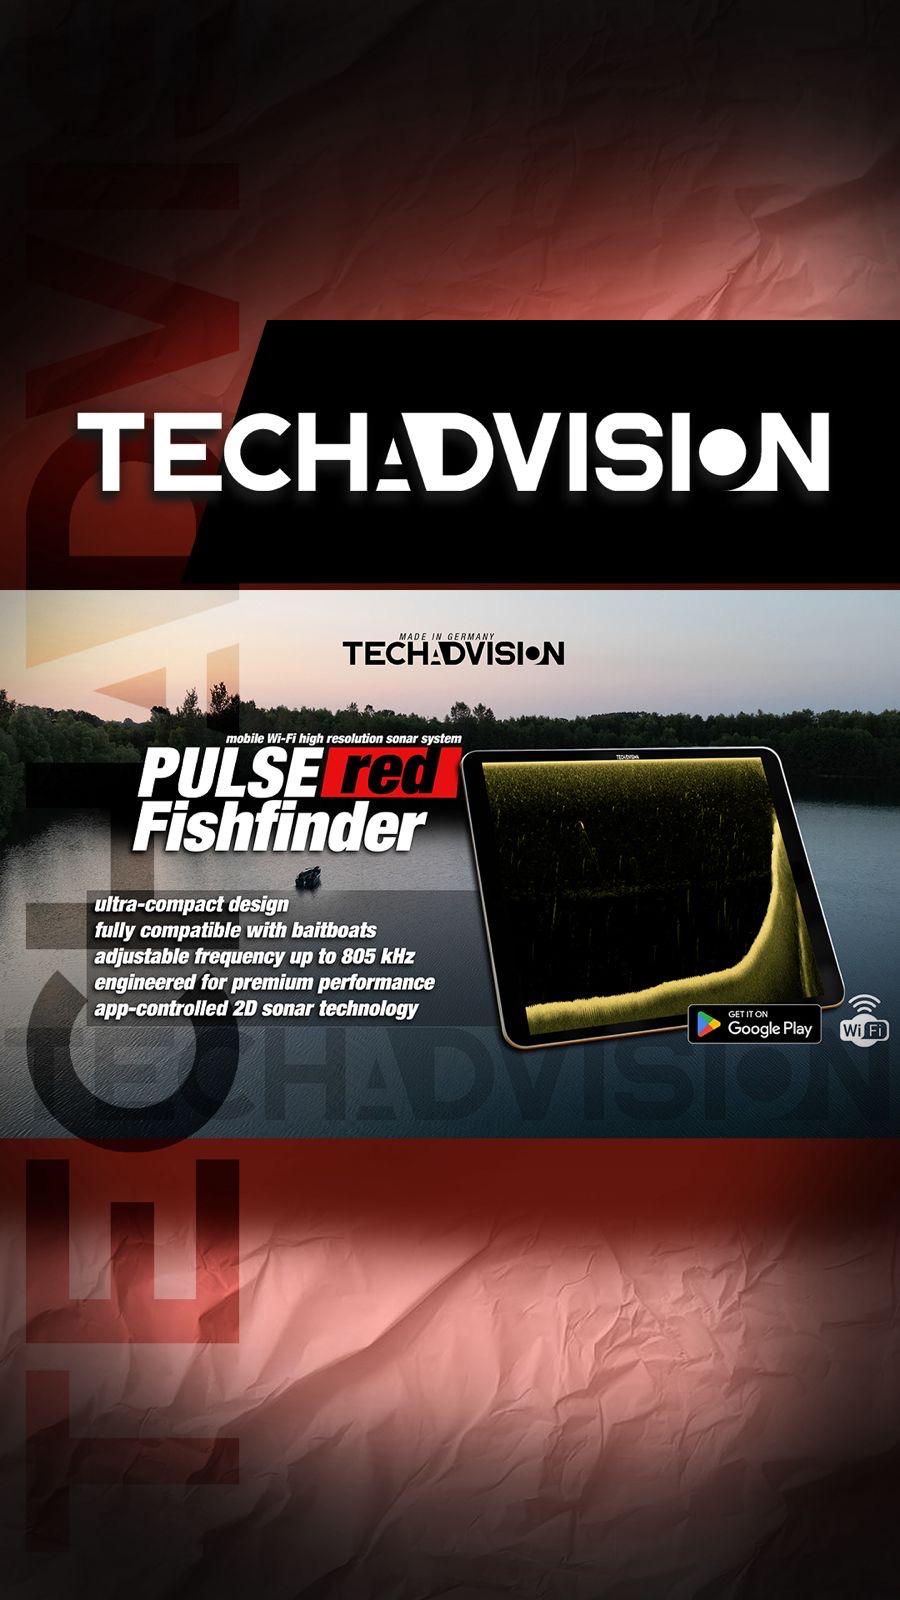 TECHADVISION
MADE IN GERMANY
TECHADVISION
mobile Wi-Fi high resolution sonar system
PULSE red
Fishfinder
TECHADVISION
ultra-compact design
fully compatible with baitboats
adjustable frequency up to 805 kHz
engineered for premium performance
app-controlled 2D sonar technology
GET IT ON
Google Play
Wi Fi
TECHADVISION
TECHADVIS